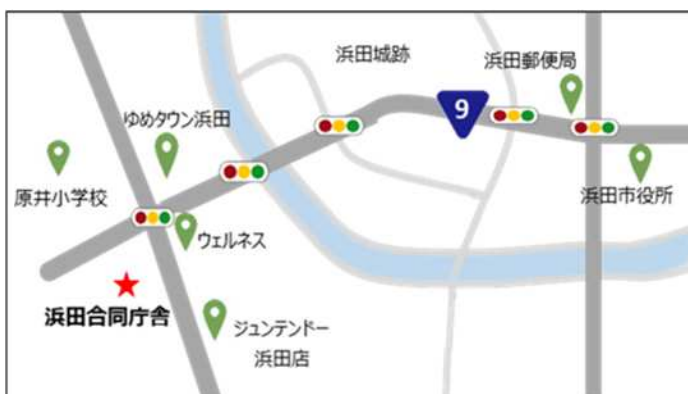 浜田城跡
浜田郵便局
9
ゆめタウン浜田
原井小学校
浜田市役所
ウェルネス
浜田合同庁舎
ジュンテンドー
浜田店